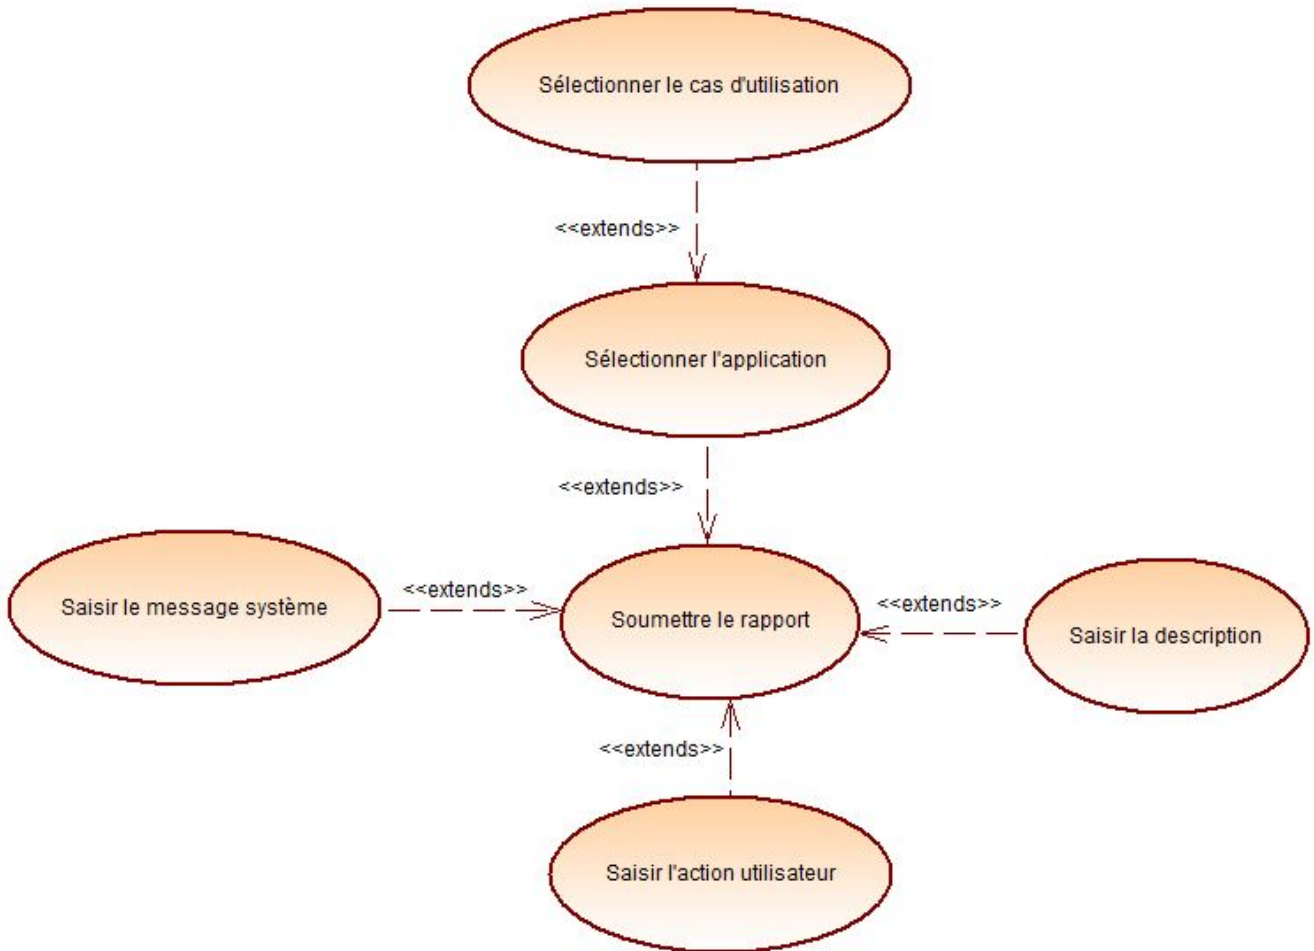 Sélectionner le cas d'utilisation
<<extends>>
Sélectionner l'application
<<extends>>
Saisir le message système
<<extends>>
Soumettre le rapport
<<extends>>
Saisir la description
<<extends>>
Saisir l'action utilisateur